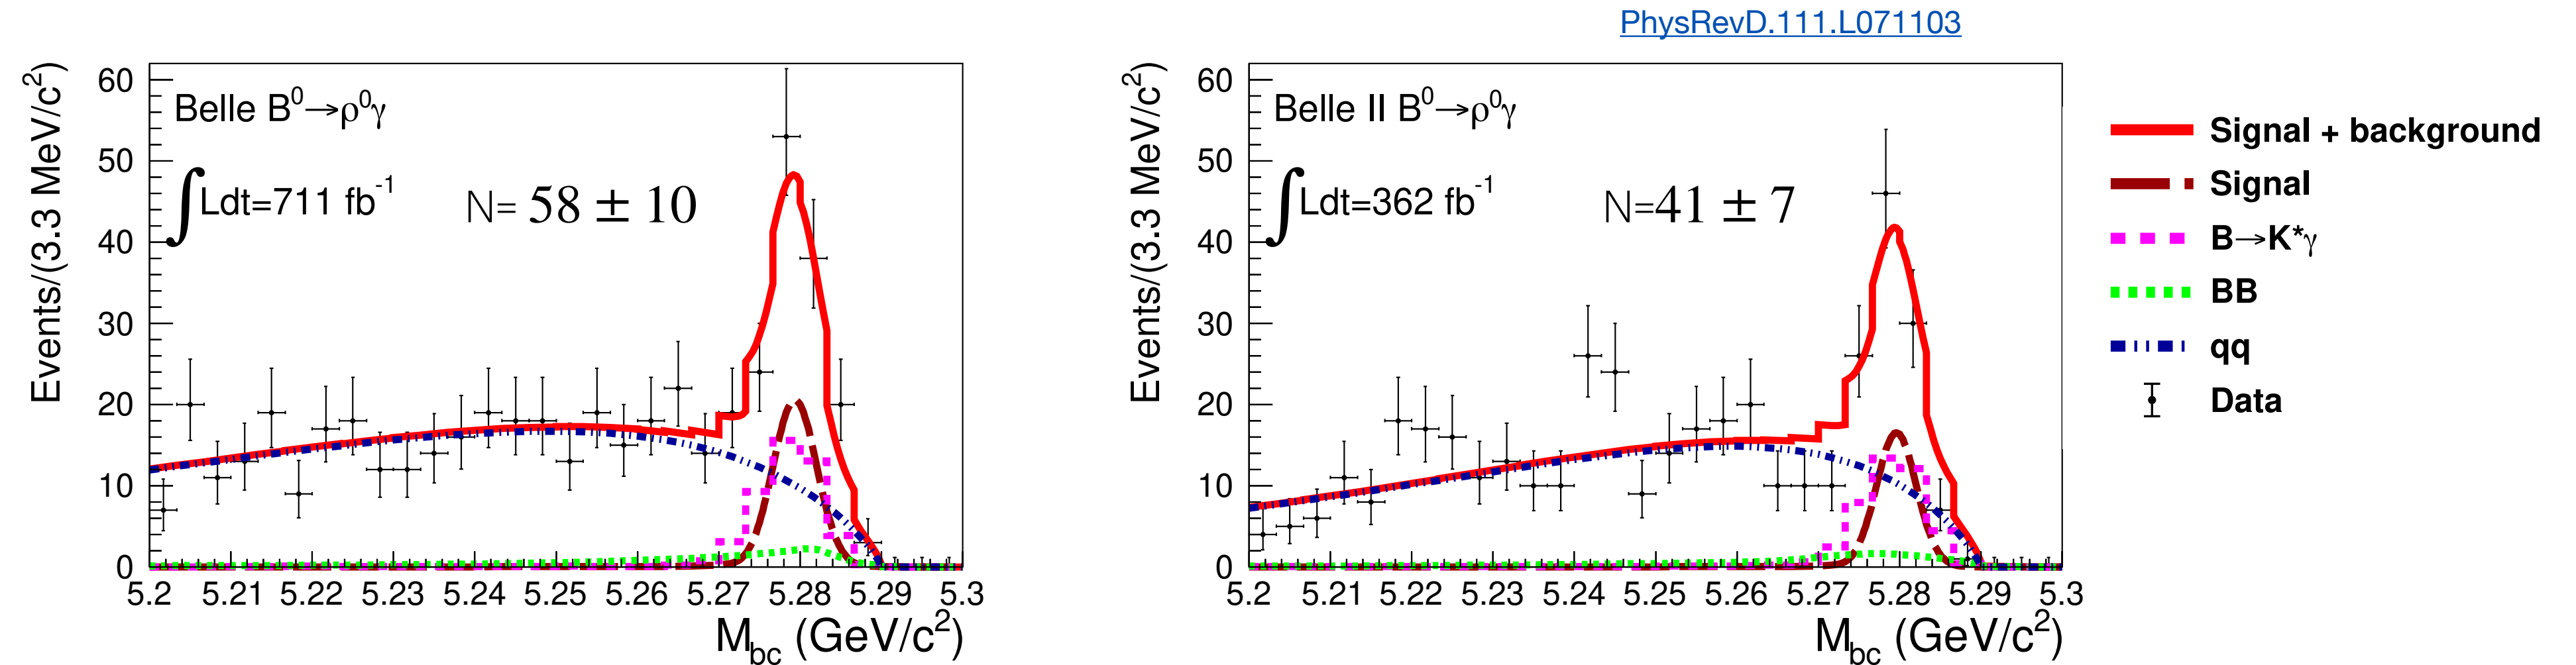 PhysRevD.111.L071103
Events/(3.3 MeV/c²)
60
50
40
30
20
10
0
Belle B⁰→ρ⁰γ
∫Ldt=711 fb⁻¹
N= 58 ± 10
5.2 5.21 5.22 5.23 5.24 5.25 5.26 5.27 5.28 5.29 5.3
M_bc (GeV/c²)
Events/(3.3 MeV/c²)
60
50
40
30
20
10
0
Belle II B⁰→ρ⁰γ
∫Ldt=362 fb⁻¹
N=41 ± 7
5.2 5.21 5.22 5.23 5.24 5.25 5.26 5.27 5.28 5.29 5.3
M_bc (GeV/c²)
Signal + background
Signal
B→K*γ
BB
qq
Data